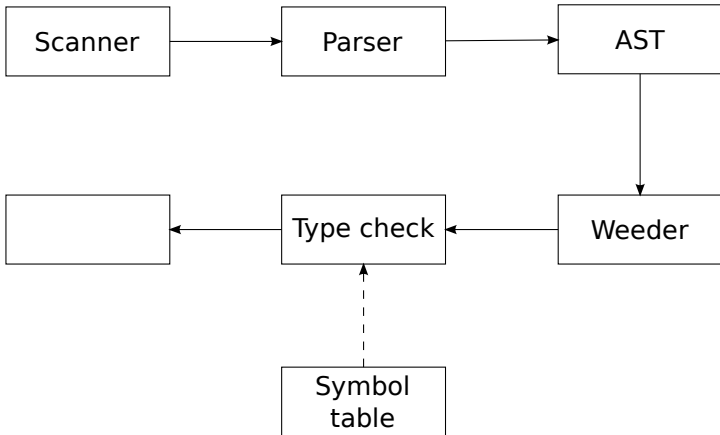 Scanner
Parser
AST
Type check
Weeder
Symbol
table